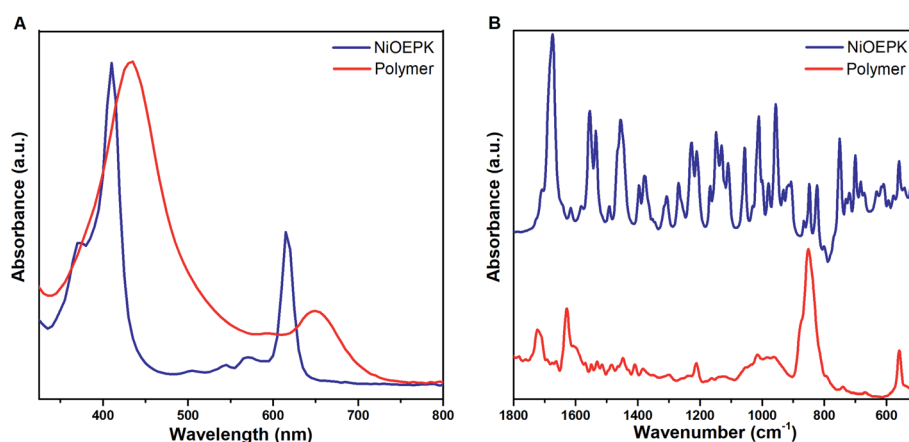 A
NiOEPK
Polymer
Absorbance (a.u.)
400
500
600
700
800
Wavelength (nm)
B
NiOEPK
Polymer
Absorbance (a.u.)
1800
1600
1400
1200
1000
800
600
Wavenumber (cm⁻¹)